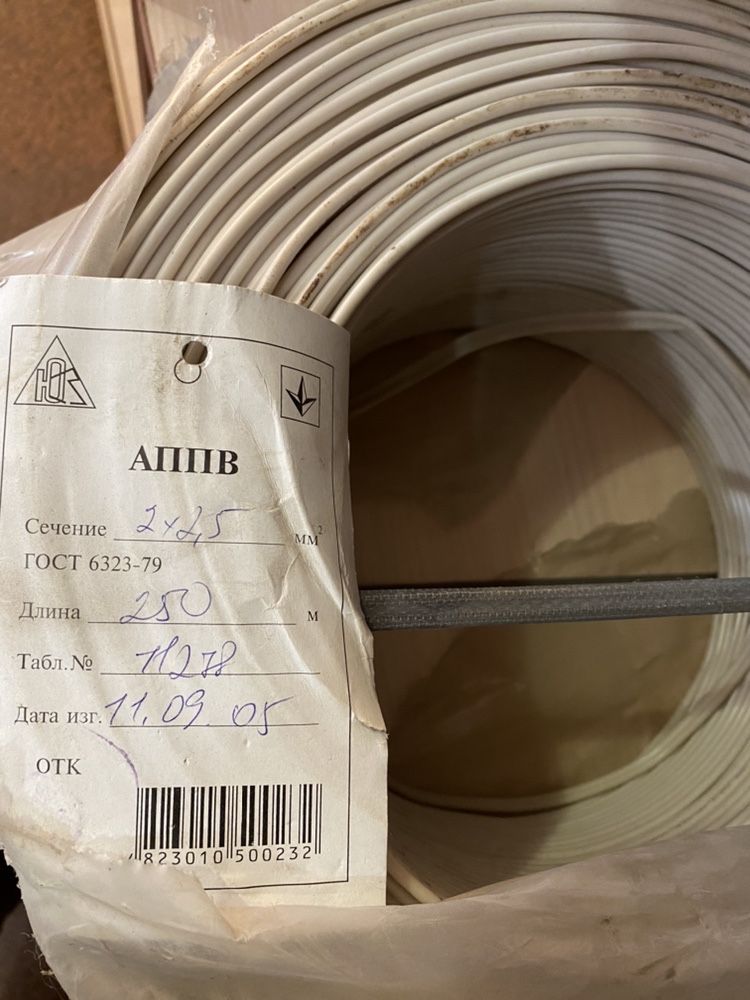 АППВ
Сечение 2х2,5 мм²
ГОСТ 6323-79
Длина 250 м
Табл.№ 11278
Дата изг. 11.09.05
ОТК
4823010500232